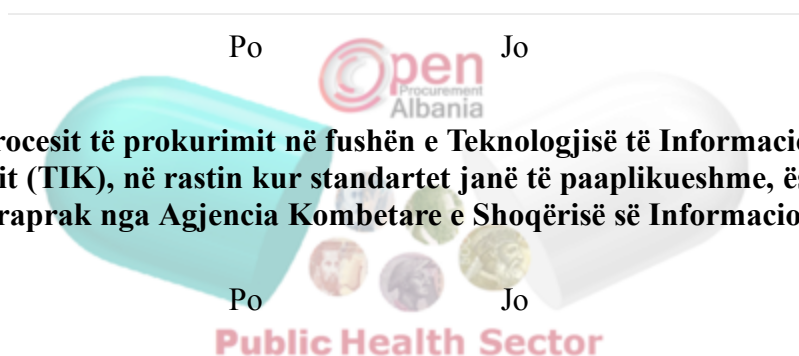 Po Jo
Open
Procurement
Albania
rocesit të prokurimit në fushën e Teknologjisë të Informacio
it (TIK), në rastin kur standartet janë të paaplikueshme, ës
raprak nga Agjencia Kombetare e Shoqërisë së Informacio
Po Jo
Public Health Sector